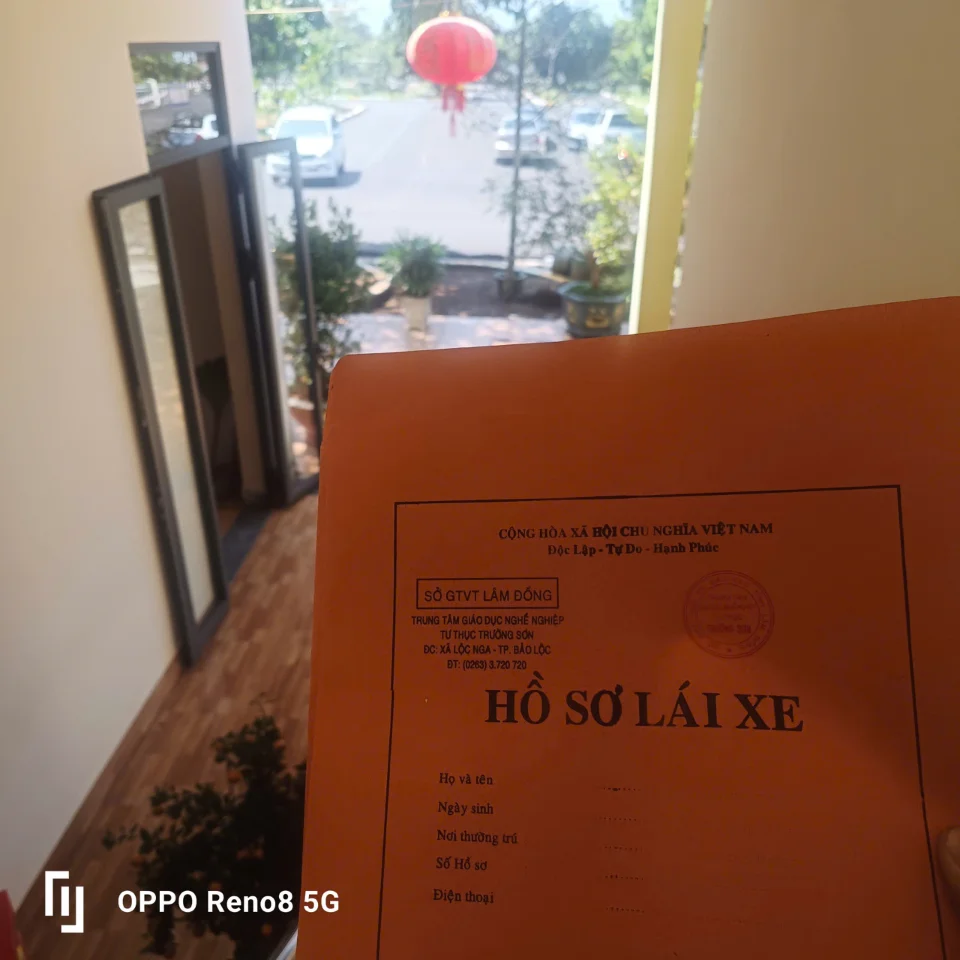 CỘNG HÒA XÃ HỘI CHU NGHĨA VIỆT NAM
Độc Lập - Tự Do - Hạnh Phúc
SỞ GTVT LÂM ĐỒNG
TRUNG TÂM GIÁO DỤC NGHỀ NGHIỆP
TƯ THỤC TRƯỜNG SƠN
ĐC: XÃ LỘC NGA - TP. BẢO LỘC
ĐT: (0263) 3.720 720
HỒ SƠ LÁI XE
Họ và tên
Ngày sinh
Nơi thường trú
Số Hồ sơ
Điện thoại
OPPO Reno8 5G